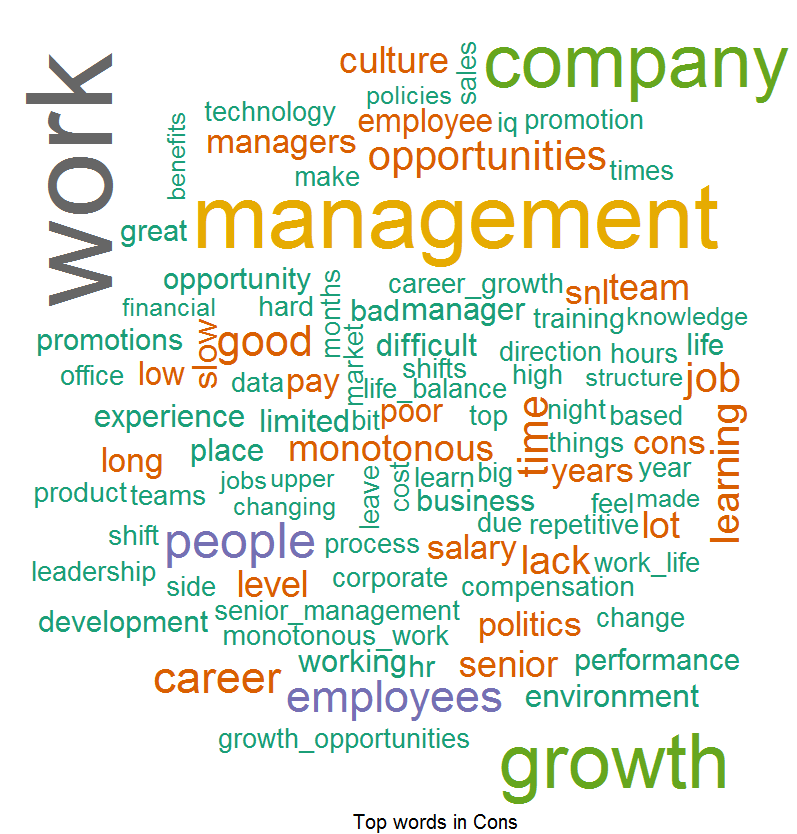 work
culture
sales
company
policies
technology
benefits
employee
iq
promotion
managers
opportunities
make
times
great
management
opportunity
months
career_growth
snl
team
financial
hard
bad
manager
training
knowledge
promotions
slow
good
market
difficult
direction
hours
life
office
low
data
pay
shifts
life_balance
high
structure
job
experience
limited
bit
poor
top
time
night
based
learning
place
monotonous
things
cons.
long
jobs
upper
leave
cost
learn
big
years
year
product
teams
changing
business
feel
made
shift
people
process
due
repetitive
lot
salary
lack
work_life
leadership
side
level
corporate
compensation
development
senior_management
politics
change
monotonous_work
working
hr
senior
performance
career
employees
environment
growth_opportunities
growth
Top words in Cons